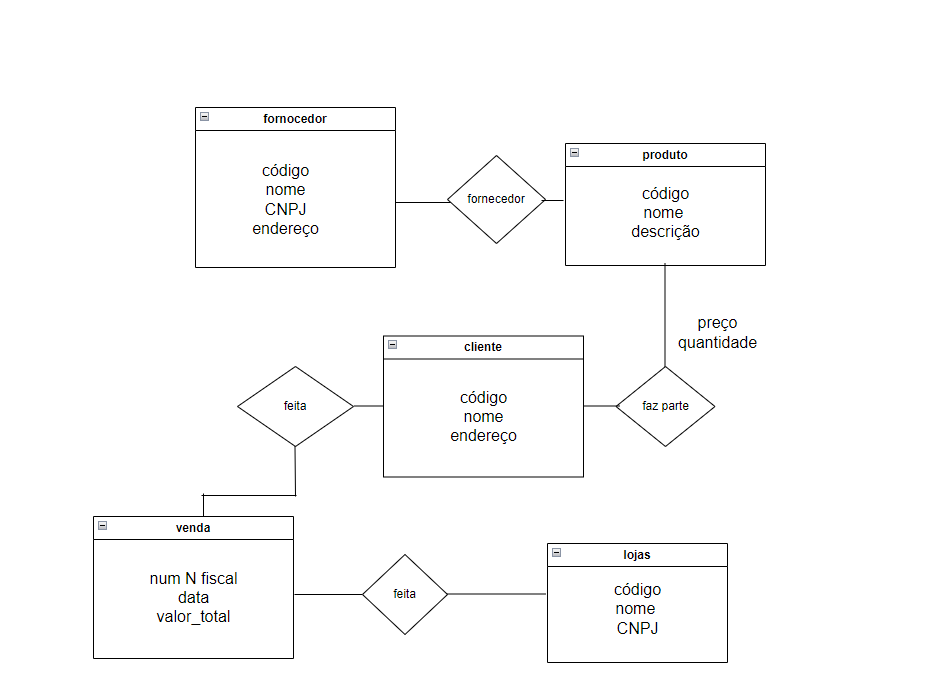 fornocedor
código
nome
CNPJ
endereço
fornecedor
produto
código
nome
descrição
preço
quantidade
cliente
código
nome
endereço
feita
faz parte
venda
num N fiscal
data
valor_total
feita
lojas
código
nome
CNPJ